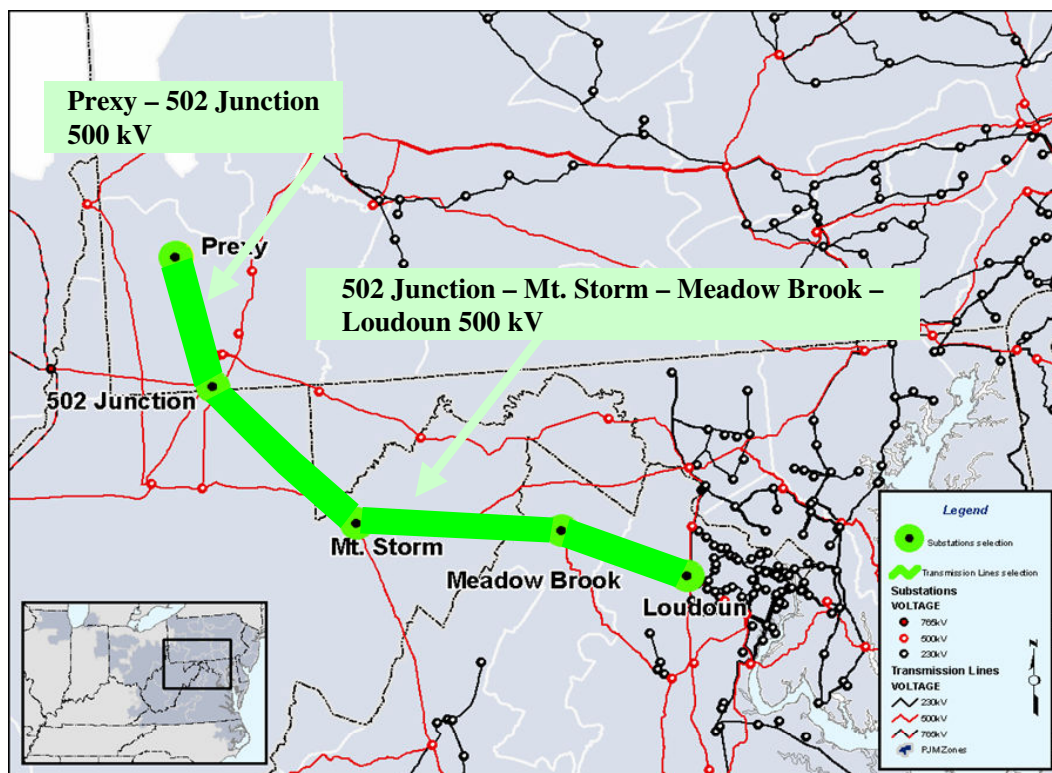 Prexy – 502 Junction
500 kV
Prexy
502 Junction – Mt. Storm – Meadow Brook –
Loudoun 500 kV
502 Junction
Mt. Storm
Meadow Brook
Loudoun
Legend
Substations selection
Transmission Lines selection
Substations
VOLTAGE
765kV
500kV
230kV
Transmission Lines
VOLTAGE
230kV
500kV
765kV
PJM Zones
N